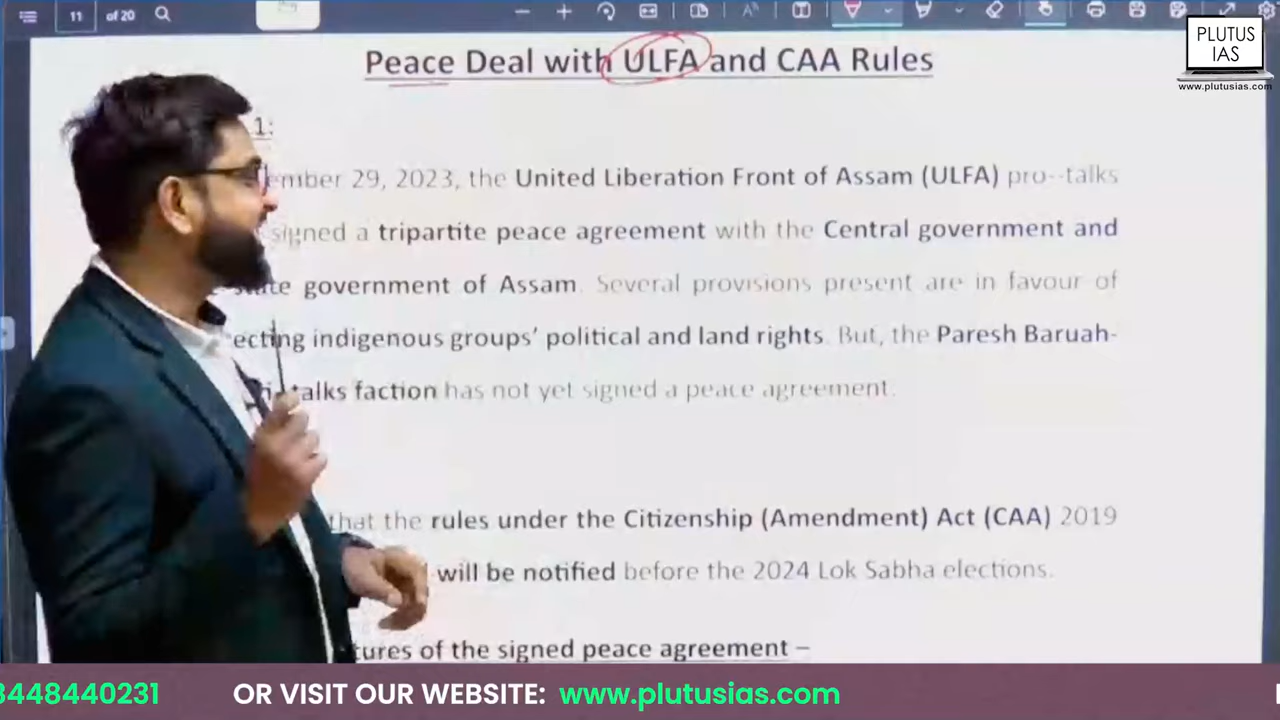 11 of 20
PLUTUS
IAS
www.plutusias.com
Peace Deal with ULFA and CAA Rules
1:
ember 29, 2023, the United Liberation Front of Assam (ULFA) pro--talks
signed a tripartite peace agreement with the Central government and
state government of Assam. Several provisions present are in favour of
ecting indigenous groups' political and land rights. But, the Paresh Baruah-
talks faction has not yet signed a peace agreement.
that the rules under the Citizenship (Amendment) Act (CAA) 2019
will be notified before the 2024 Lok Sabha elections.
tures of the signed peace agreement –
8448440231 OR VISIT OUR WEBSITE: www.plutusias.com